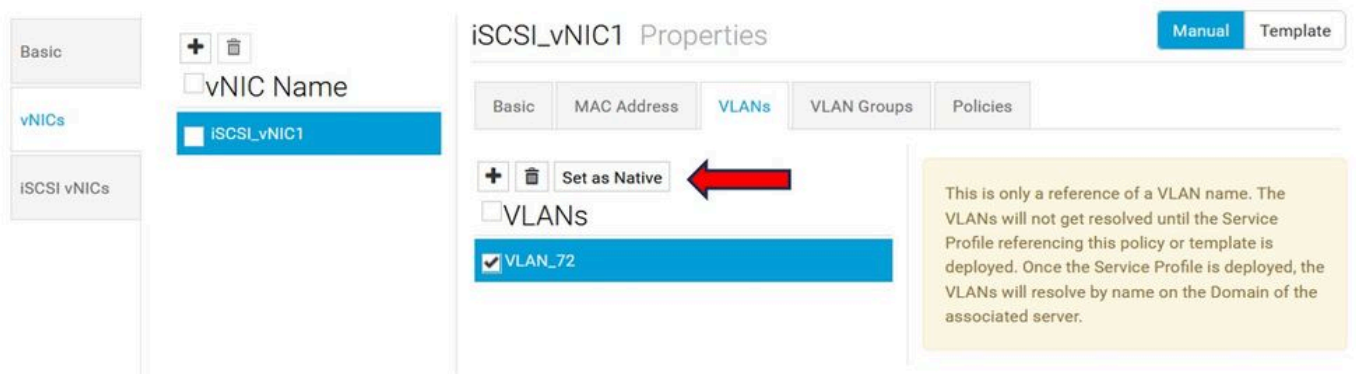 Basic
vNICs
iSCSI vNICs
vNIC Name
iSCSI_vNIC1
iSCSI_vNIC1 Properties
Manual Template
Basic MAC Address VLANs VLAN Groups Policies
Set as Native
VLANs
VLAN_72
This is only a reference of a VLAN name. The
VLANs will not get resolved until the Service
Profile referencing this policy or template is
deployed. Once the Service Profile is deployed, the
VLANs will resolve by name on the Domain of the
associated server.